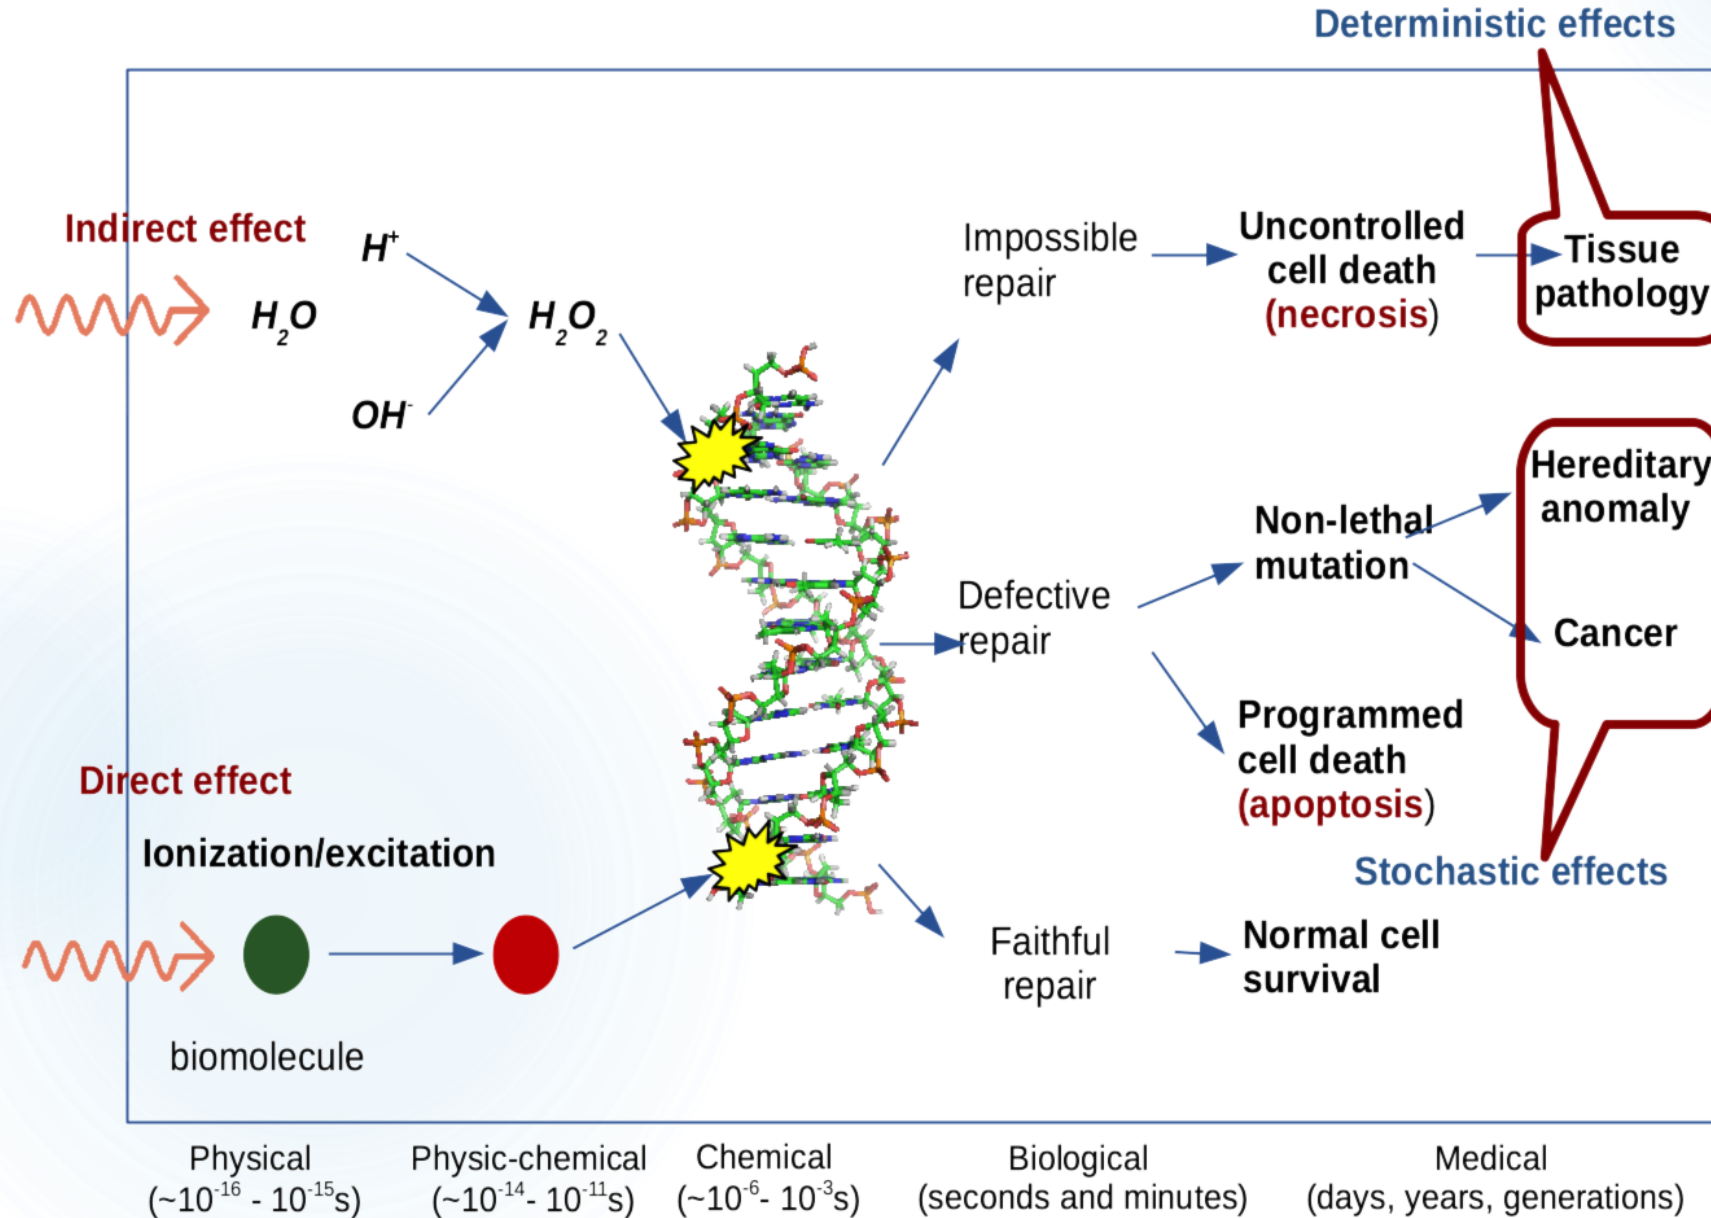 Deterministic effects
Indirect effect
H⁺
H₂O
OH⁻
H₂O₂
Impossible
repair
Uncontrolled
cell death
(necrosis)
Tissue
pathology
Defective
repair
Non-lethal
mutation
Hereditary
anomaly
Cancer
Programmed
cell death
(apoptosis)
Stochastic effects
Direct effect
Ionization/excitation
biomolecule
Faithful
repair
Normal cell
survival
Physical
(~10⁻¹⁶ - 10⁻¹⁵s)
Physic-chemical
(~10⁻¹⁴- 10⁻¹¹s)
Chemical
(~10⁻⁶- 10⁻³s)
Biological
(seconds and minutes)
Medical
(days, years, generations)